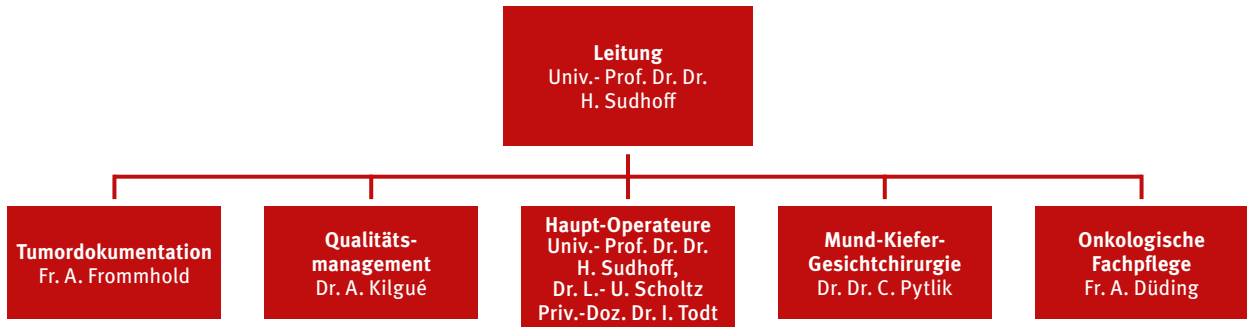 Leitung
Univ.- Prof. Dr. Dr.
H. Sudhoff
Tumordokumentation
Fr. A. Frommhold
Qualitäts-
management
Dr. A. Kilgué
Haupt-Operateure
Univ.- Prof. Dr. Dr.
H. Sudhoff,
Dr. L.- U. Scholtz
Priv.-Doz. Dr. I. Todt
Mund-Kiefer-
Gesichtchirurgie
Dr. Dr. C. Pytlik
Onkologische
Fachpflege
Fr. A. Düding